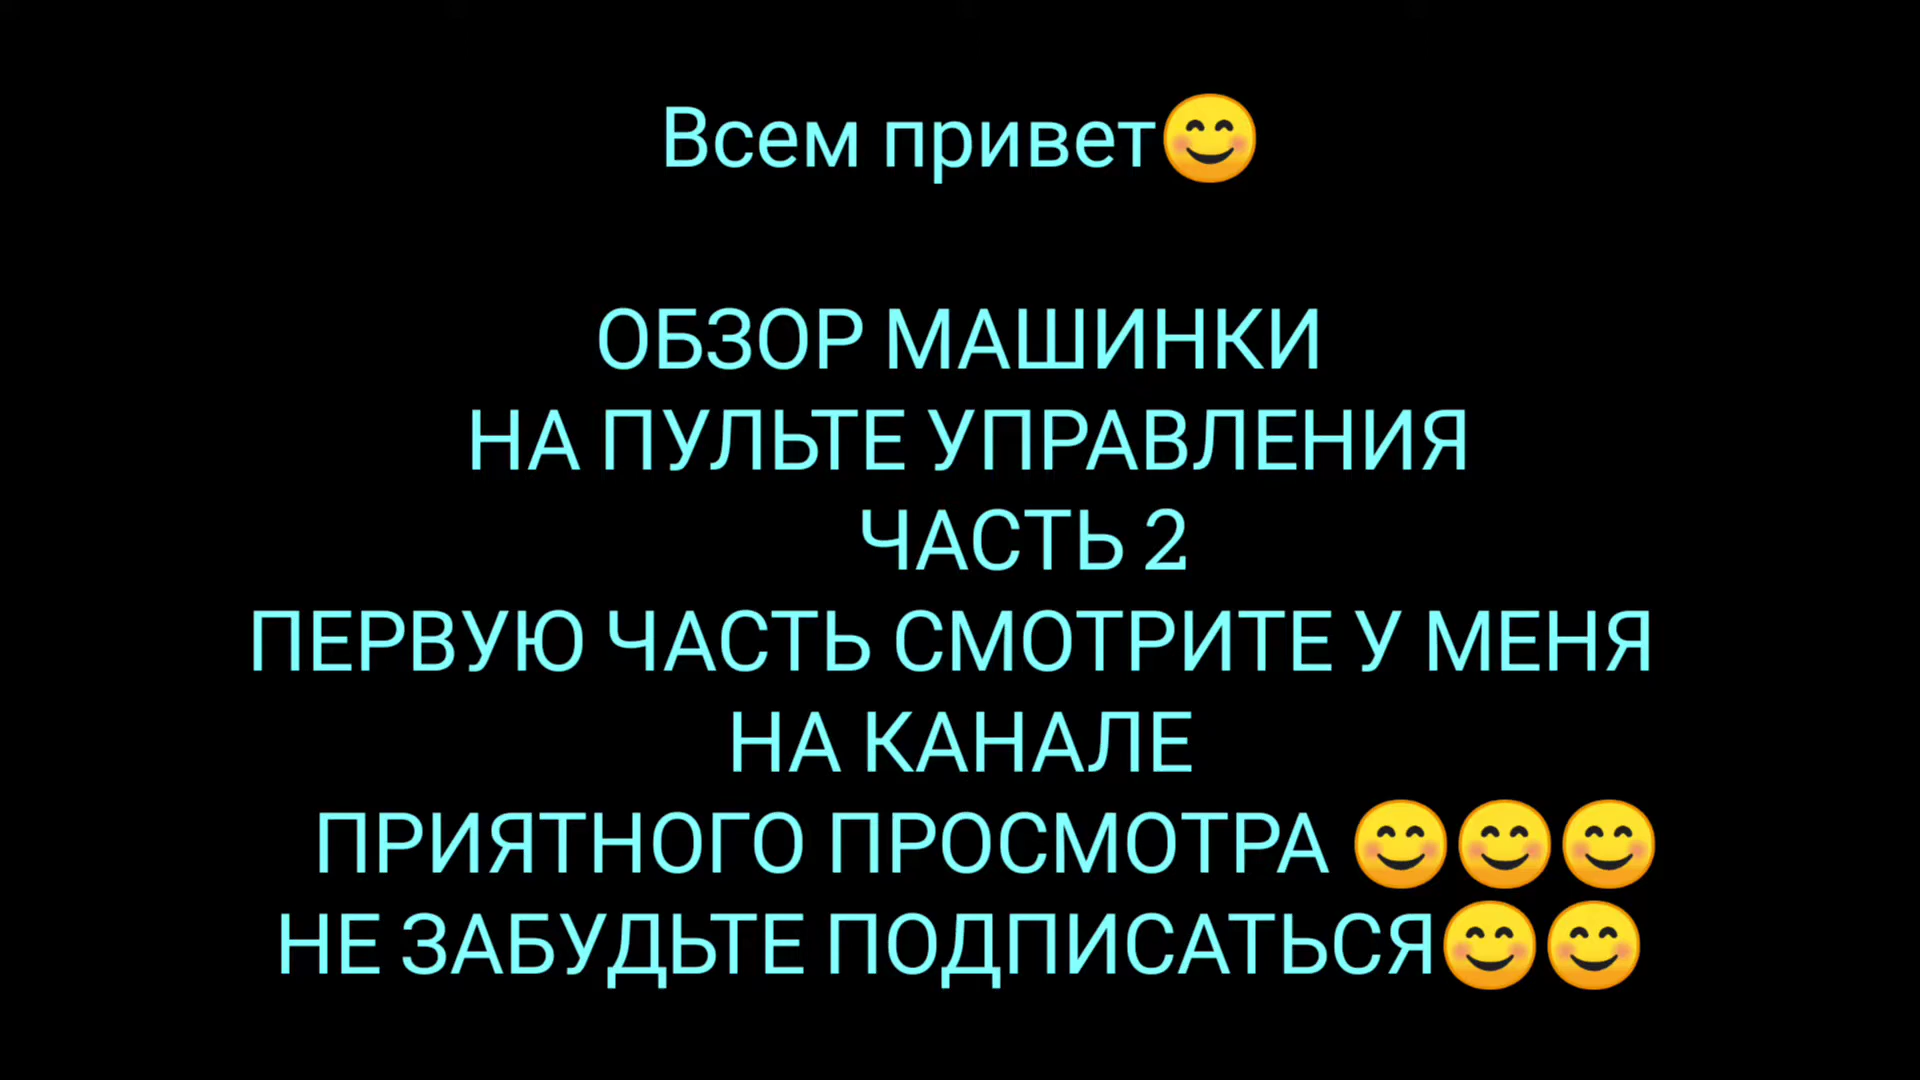 Всем привет😊
ОБЗОР МАШИНКИ
НА ПУЛЬТЕ УПРАВЛЕНИЯ
ЧАСТЬ 2
ПЕРВУЮ ЧАСТЬ СМОТРИТЕ У МЕНЯ
НА КАНАЛЕ
ПРИЯТНОГО ПРОСМОТРА 😊😊😊
НЕ ЗАБУДЬТЕ ПОДПИСАТЬСЯ😊😊